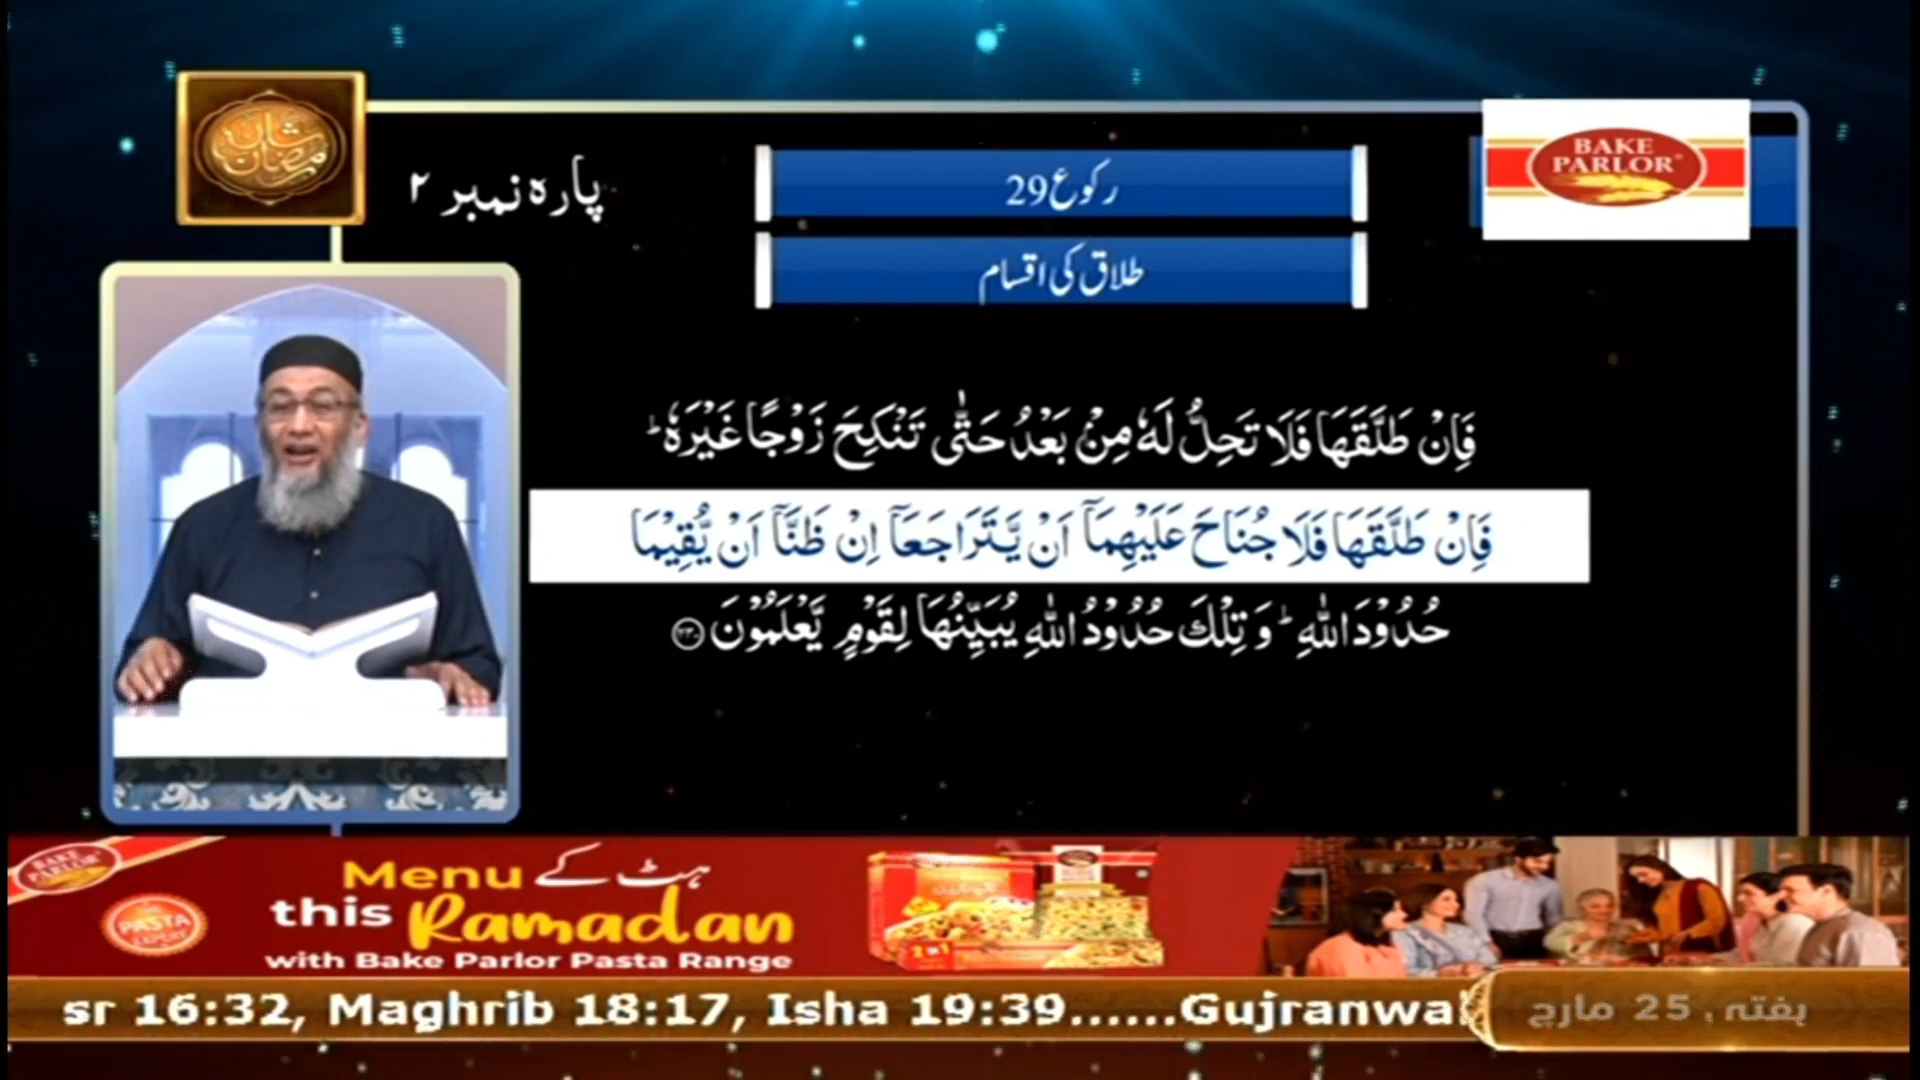 شان رمضان
پارہ نمبر ۲
رکوع 29
طلاق کی اقسام
BAKE
PARLOR
فَاِنْ طَلَّقَهَا فَلَا تَحِلُّ لَهٗ مِنْۢ بَعْدُ حَتّٰى تَنْكِحَ زَوْجًا غَيْرَهٗ ؕ
فَاِنْ طَلَّقَهَا فَلَا جُنَاحَ عَلَيْهِمَاۤ اَنْ يَّتَرَاجَعَاۤ اِنْ ظَنَّاۤ اَنْ يُّقِيْمَا
حُدُوْدَ اللّٰهِ ؕ وَ تِلْكَ حُدُوْدُ اللّٰهِ يُبَيِّنُهَا لِقَوْمٍ يَّعْلَمُوْنَ ﴿۲۳۰﴾
BAKE
PARLOR
PASTA
EXPERT
Menu ہٹ کے
this Ramadan
with Bake Parlor Pasta Range
sr 16:32, Maghrib 18:17, Isha 19:39......Gujranwa
ہفتہ, 25 مارچ